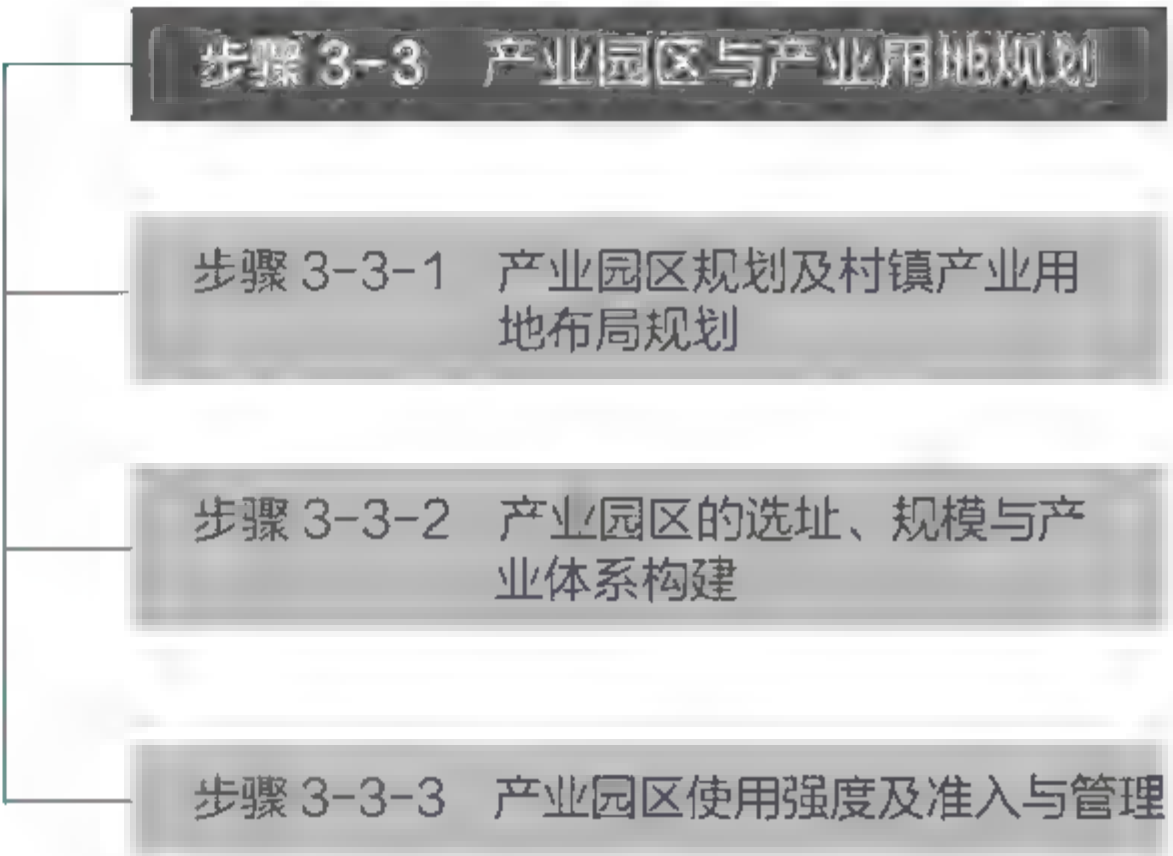 步骤 3-3 产业园区与产业用地规划
步骤 3-3-1 产业园区规划及村镇产业用
地布局规划
步骤 3-3-2 产业园区的选址、规模与产
业体系构建
步骤 3-3-3 产业园区使用强度及准入与管理